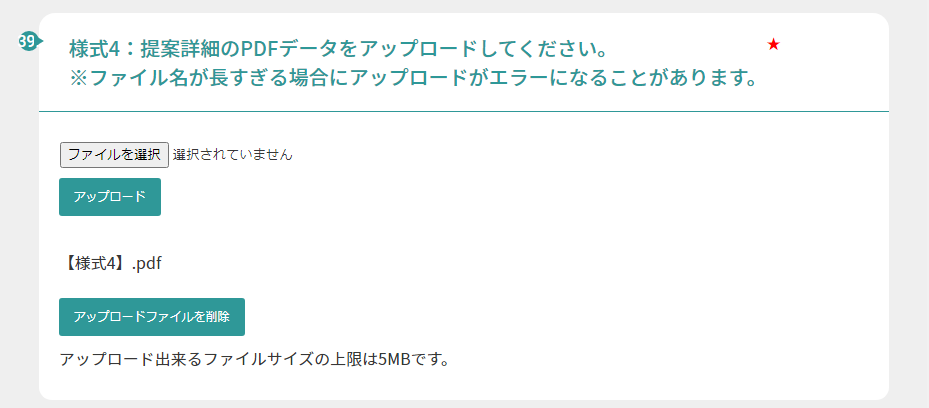 39
様式4：提案詳細のPDFデータをアップロードしてください。 ★
※ファイル名が長すぎる場合にアップロードがエラーになることがあります。
ファイルを選択 選択されていません
アップロード
【様式4】.pdf
アップロードファイルを削除
アップロード出来るファイルサイズの上限は5MBです。